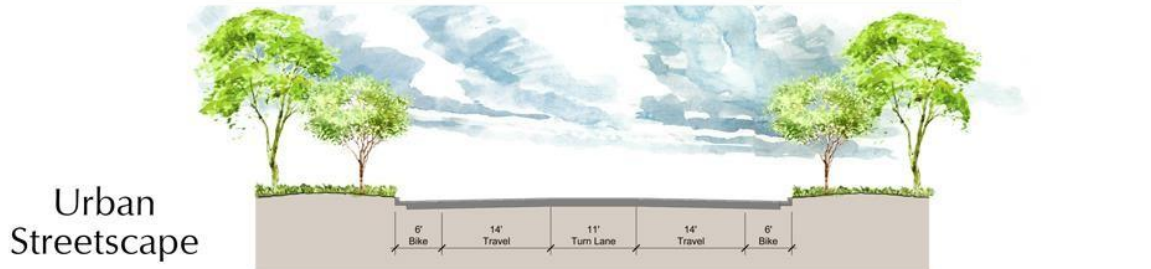 Urban
Streetscape
6' 14' 11' 14' 6'
Bike Travel Turn Lane Travel Bike